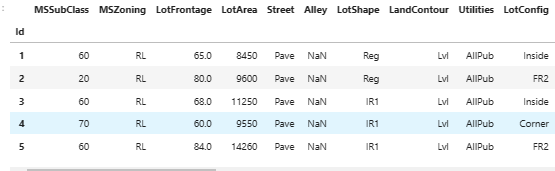 MSSubClass MSZoning LotFrontage LotArea Street Alley LotShape LandContour Utilities LotConfig
Id
1 60 RL 65.0 8450 Pave NaN Reg Lvl AllPub Inside
2 20 RL 80.0 9600 Pave NaN Reg Lvl AllPub FR2
3 60 RL 68.0 11250 Pave NaN IR1 Lvl AllPub Inside
4 70 RL 60.0 9550 Pave NaN IR1 Lvl AllPub Corner
5 60 RL 84.0 14260 Pave NaN IR1 Lvl AllPub FR2